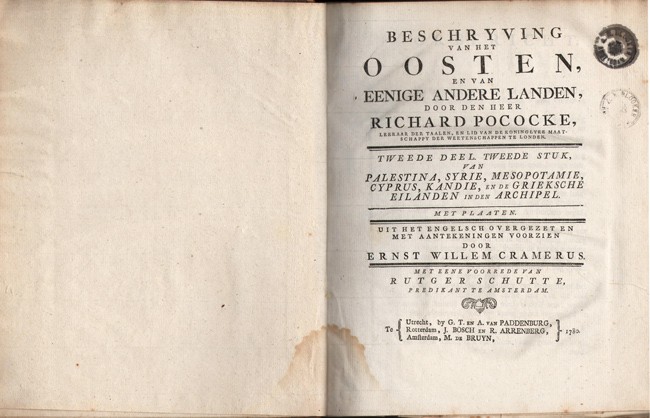 BESCHRYVING
VAN HET
OOSTEN,
EN VAN
EENIGE ANDERE LANDEN,
DOOR DEN HEER
RICHARD POCOCKE,
LEERAAR DER TAALEN, EN LID VAN DE KONINGLYKE MAAT-
SCHAPPY DER WEETENSCHAPPEN TE LONDEN.
TWEEDE DEEL. TWEEDE STUK,
VAN
PALESTINA, SYRIE, MESOPOTAMIE,
CYPRUS, KANDIE, EN DE GRIEKSCHE
EILANDEN IN DEN ARCHIPEL.
MET PLAATEN.
UIT HET ENGELSCH OVERGEZET EN
MET AANTEKENINGEN VOORZIEN
DOOR
ERNST WILLEM CRAMERUS.
MET EENE VOORREDE VAN
RUTGER SCHUTTE,
PREDIKANT TE AMSTERDAM.
Utrecht, by G. T. EN A. VAN PADDENBURG,
Te { Rotterdam, J. BOSCH EN R. ARRENBERG, } 1780.
Amsterdam, M. DE BRUYN,